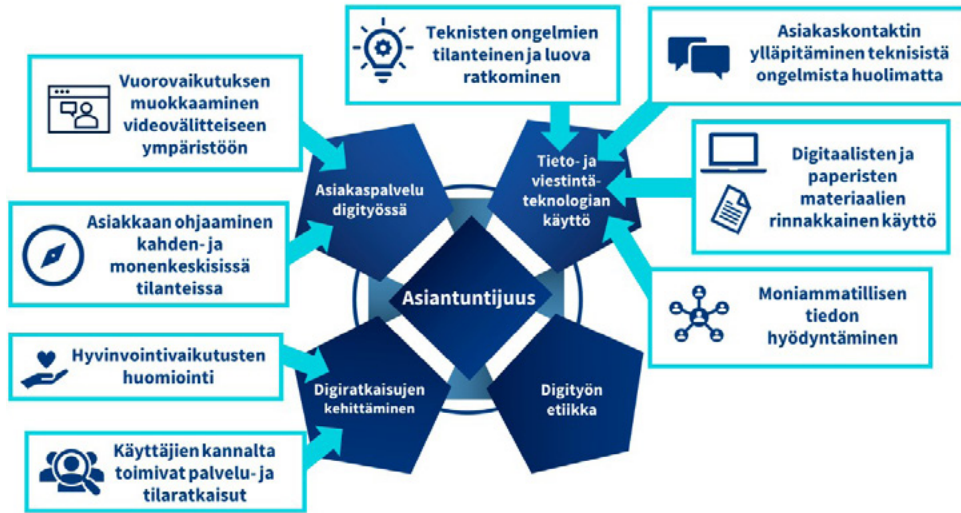 Teknisten ongelmien
tilanteinen ja luova
ratkominen
Asiakaskontaktin
ylläpitäminen teknisistä
ongelmista huolimatta
Vuorovaikutuksen
muokkaaminen
videovälitteiseen
ympäristöön
Digitaalisten ja
paperisten
materiaalien
rinnakkainen käyttö
Asiakaspalvelu
digityössä
Tieto- ja
viestintä-
teknologian
käyttö
Asiakkaan ohjaaminen
kahden- ja
monenkeskisissä
tilanteissa
Asiantuntijuus
Moniammatillisen
tiedon
hyödyntäminen
Hyvinvointivaikutusten
huomiointi
Digiratkaisujen
kehittäminen
Digityön
etiikka
Käyttäjien kannalta
toimivat palvelu- ja
tilaratkaisut